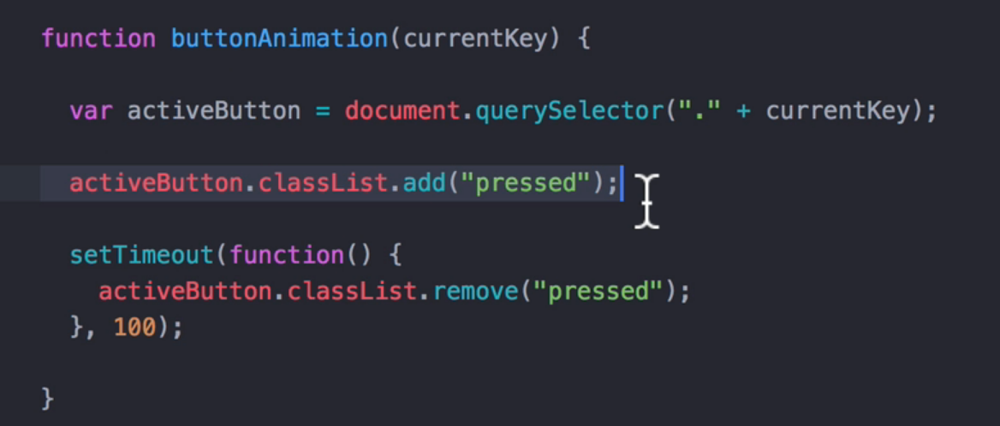 function buttonAnimation(currentKey) {
var activeButton = document.querySelector("." + currentKey);
activeButton.classList.add("pressed");
setTimeout(function() {
activeButton.classList.remove("pressed");
}, 100);
}